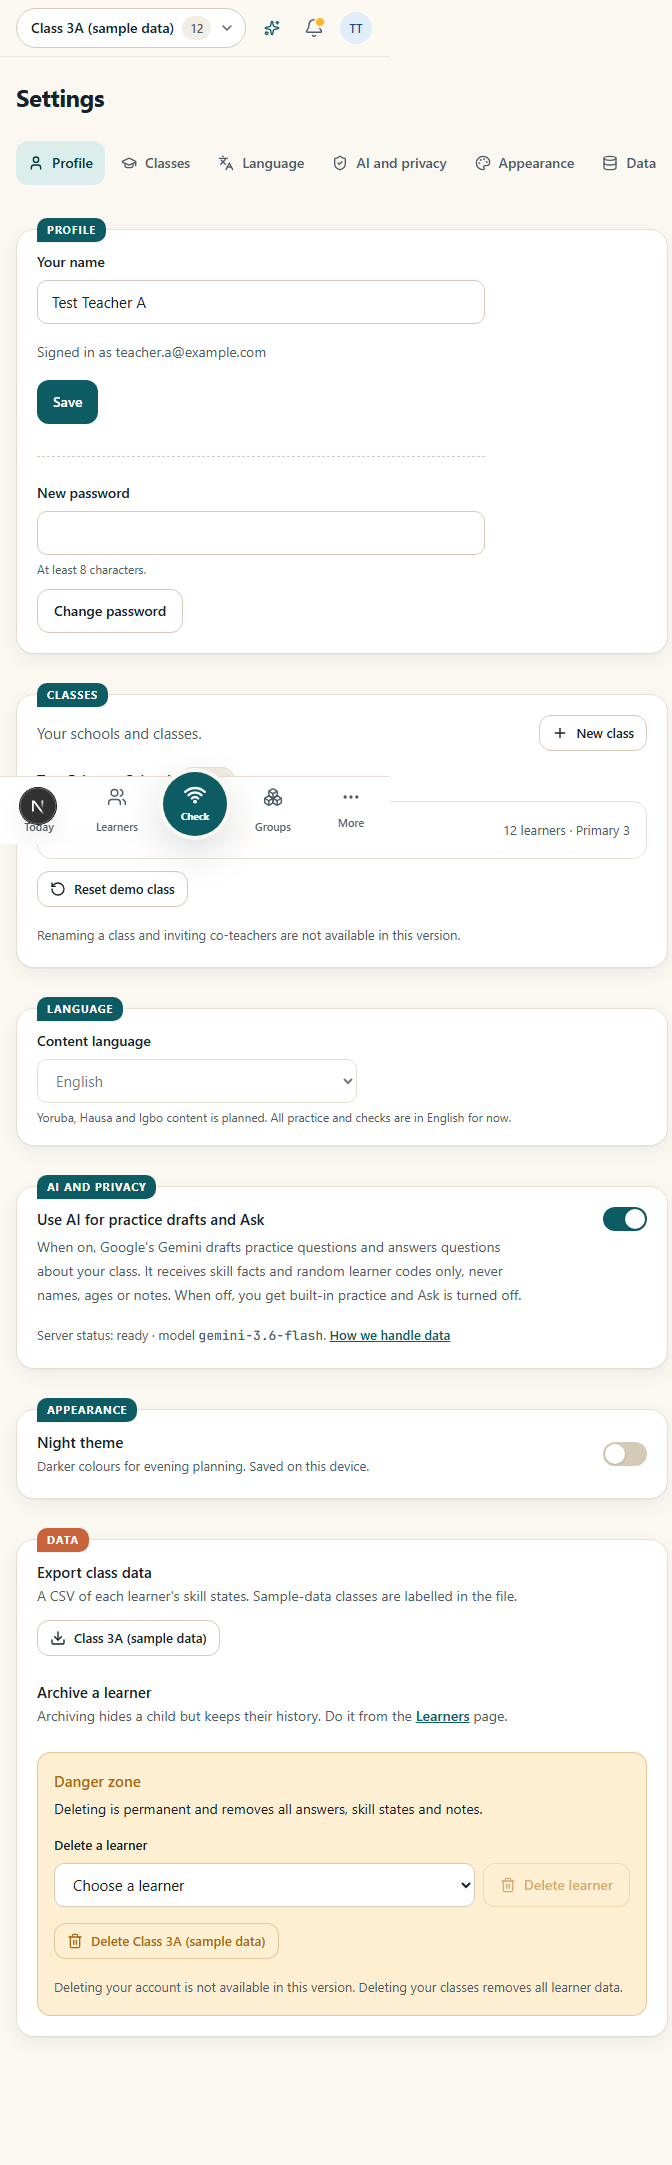 Class 3A (sample data) 12
TT
Settings
Profile Classes Language AI and privacy Appearance Data
PROFILE
Your name
Test Teacher A
Signed in as teacher.a@example.com
Save
New password
At least 8 characters.
Change password
CLASSES
Your schools and classes.
New class
N
Today Learners Check Groups More
12 learners · Primary 3
Reset demo class
Renaming a class and inviting co-teachers are not available in this version.
LANGUAGE
Content language
English
Yoruba, Hausa and Igbo content is planned. All practice and checks are in English for now.
AI AND PRIVACY
Use AI for practice drafts and Ask
When on, Google's Gemini drafts practice questions and answers questions
about your class. It receives skill facts and random learner codes only, never
names, ages or notes. When off, you get built-in practice and Ask is turned off.
Server status: ready · model gemini-3.6-flash. How we handle data
APPEARANCE
Night theme
Darker colours for evening planning. Saved on this device.
DATA
Export class data
A CSV of each learner's skill states. Sample-data classes are labelled in the file.
Class 3A (sample data)
Archive a learner
Archiving hides a child but keeps their history. Do it from the Learners page.
Danger zone
Deleting is permanent and removes all answers, skill states and notes.
Delete a learner
Choose a learner
Delete learner
Delete Class 3A (sample data)
Deleting your account is not available in this version. Deleting your classes removes all learner data.